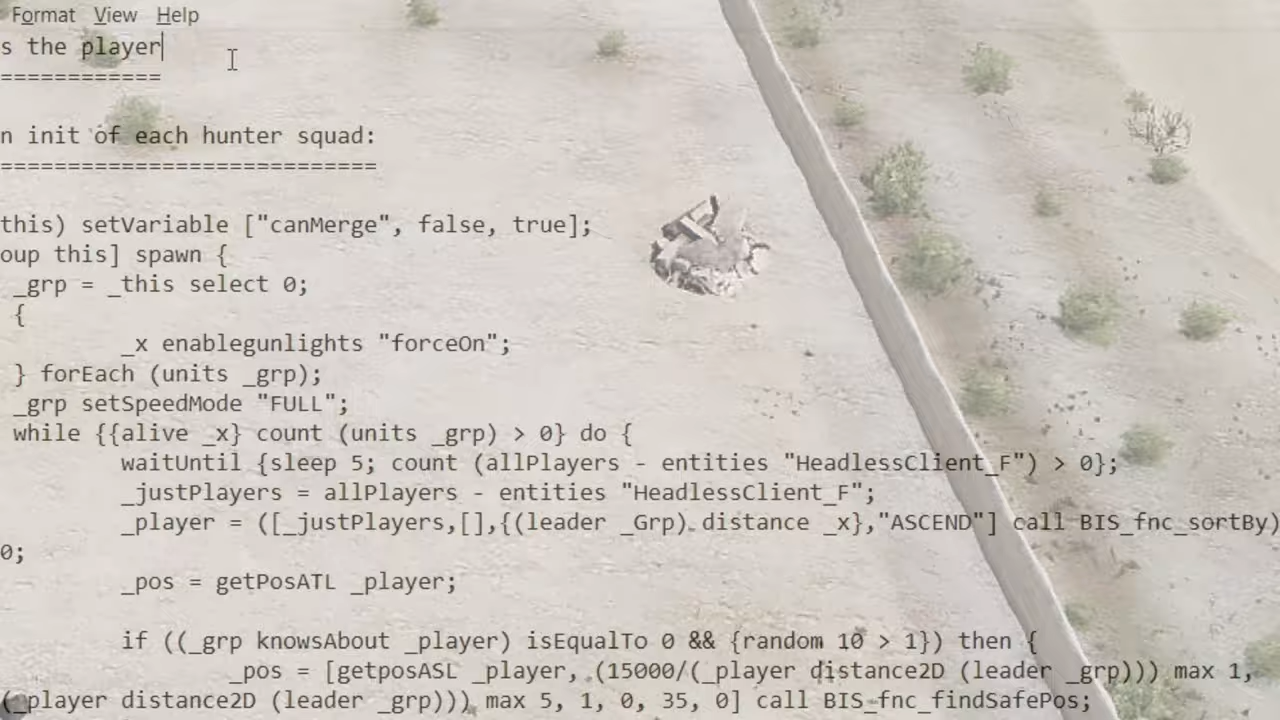 Format View Help
s the player
============
n init of each hunter squad:
============================
this) setVariable ["canMerge", false, true];
oup this] spawn {
_grp = _this select 0;
{
_x enablegunlights "forceOn";
} forEach (units _grp);
_grp setSpeedMode "FULL";
while {{alive _x} count (units _grp) > 0} do {
waitUntil {sleep 5; count (allPlayers - entities "HeadlessClient_F") > 0};
_justPlayers = allPlayers - entities "HeadlessClient_F";
_player = ([_justPlayers,[],{(leader _Grp) distance _x},"ASCEND"] call BIS_fnc_sortBy)
0;
_pos = getPosATL _player;
if ((_grp knowsAbout _player) isEqualTo 0 && {random 10 > 1}) then {
_pos = [getposASL _player, (15000/(_player distance2D (leader _grp))) max 1,
(_player distance2D (leader _grp))) max 5, 1, 0, 35, 0] call BIS_fnc_findSafePos;